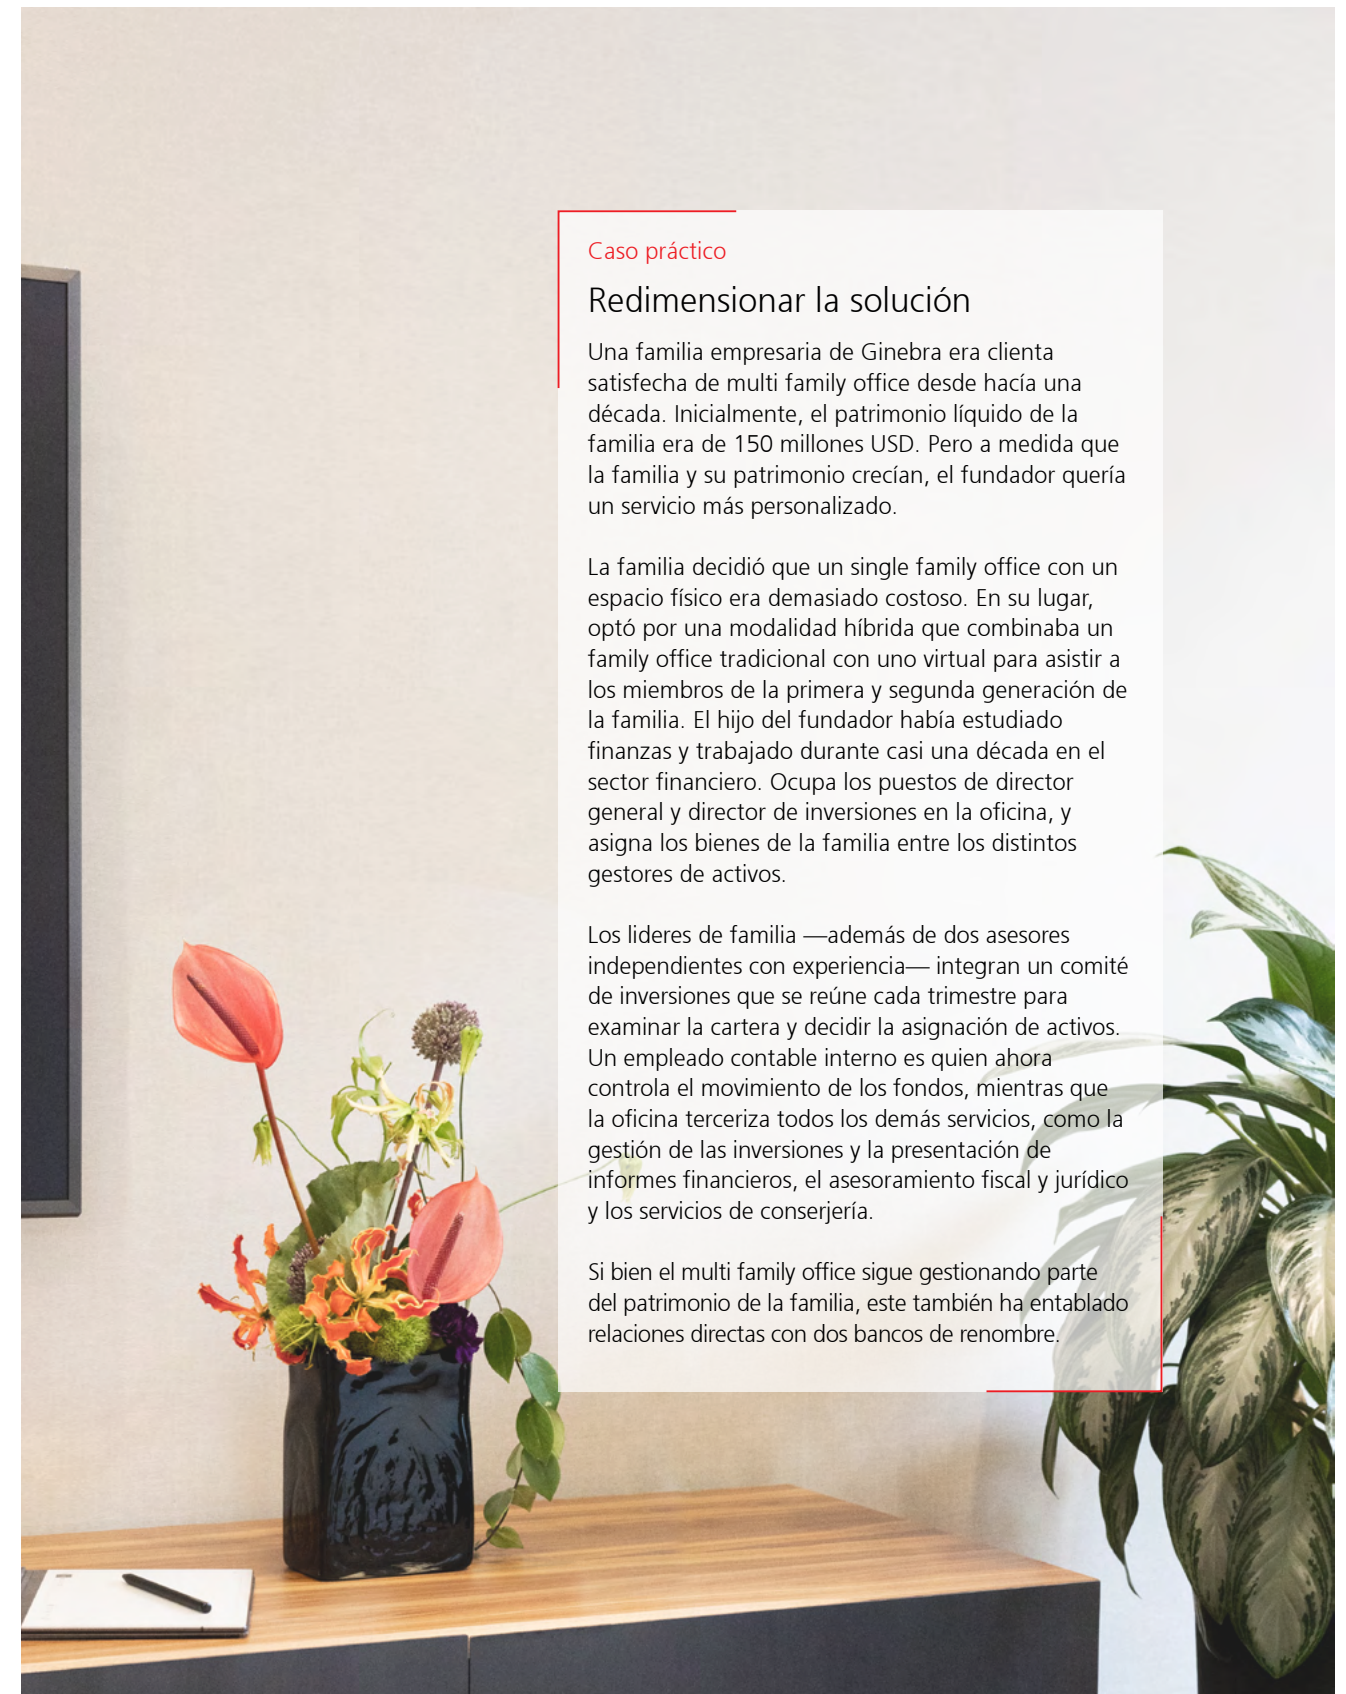 Caso práctico
Redimensionar la solución
Una familia empresaria de Ginebra era clienta
satisfecha de multi family office desde hacía una
década. Inicialmente, el patrimonio líquido de la
familia era de 150 millones USD. Pero a medida que
la familia y su patrimonio crecían, el fundador quería
un servicio más personalizado.
La familia decidió que un single family office con un
espacio físico era demasiado costoso. En su lugar,
optó por una modalidad híbrida que combinaba un
family office tradicional con uno virtual para asistir a
los miembros de la primera y segunda generación de
la familia. El hijo del fundador había estudiado
finanzas y trabajado durante casi una década en el
sector financiero. Ocupa los puestos de director
general y director de inversiones en la oficina, y
asigna los bienes de la familia entre los distintos
gestores de activos.
Los lideres de familia —además de dos asesores
independientes con experiencia— integran un comité
de inversiones que se reúne cada trimestre para
examinar la cartera y decidir la asignación de activos.
Un empleado contable interno es quien ahora
controla el movimiento de los fondos, mientras que
la oficina terceriza todos los demás servicios, como la
gestión de las inversiones y la presentación de
informes financieros, el asesoramiento fiscal y jurídico
y los servicios de conserjería.
Si bien el multi family office sigue gestionando parte
del patrimonio de la familia, este también ha entablado
relaciones directas con dos bancos de renombre.